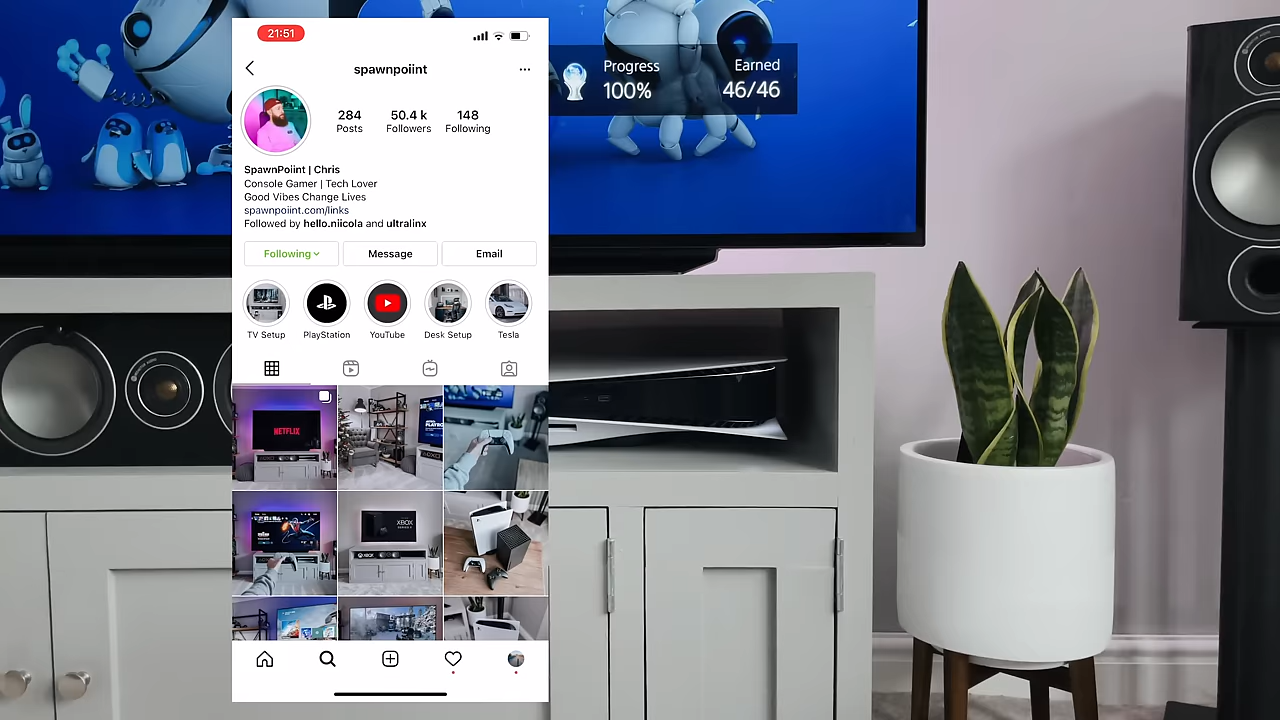 21:51
spawnpoiint
284
Posts
50.4 k
Followers
148
Following
SpawnPoiint | Chris
Console Gamer | Tech Lover
Good Vibes Change Lives
spawnpoiint.com/links
Followed by hello.niicola and ultralinx
Following
Message
Email
TV Setup
PlayStation
YouTube
Desk Setup
Tesla
NETFLIX
XBOX
XBOX
Progress
100%
Earned
46/46